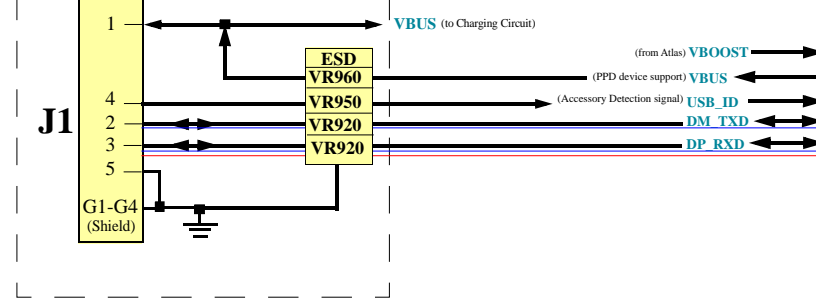 1
VBUS (to Charging Circuit)
ESD
(from Atlas) VBOOST
VR960
(PPD device support) VBUS
4
VR950
(Accessory Detection signal) USB_ID
J1
2
VR920
DM_TXD
3
VR920
DP_RXD
5
G1-G4
(Shield)